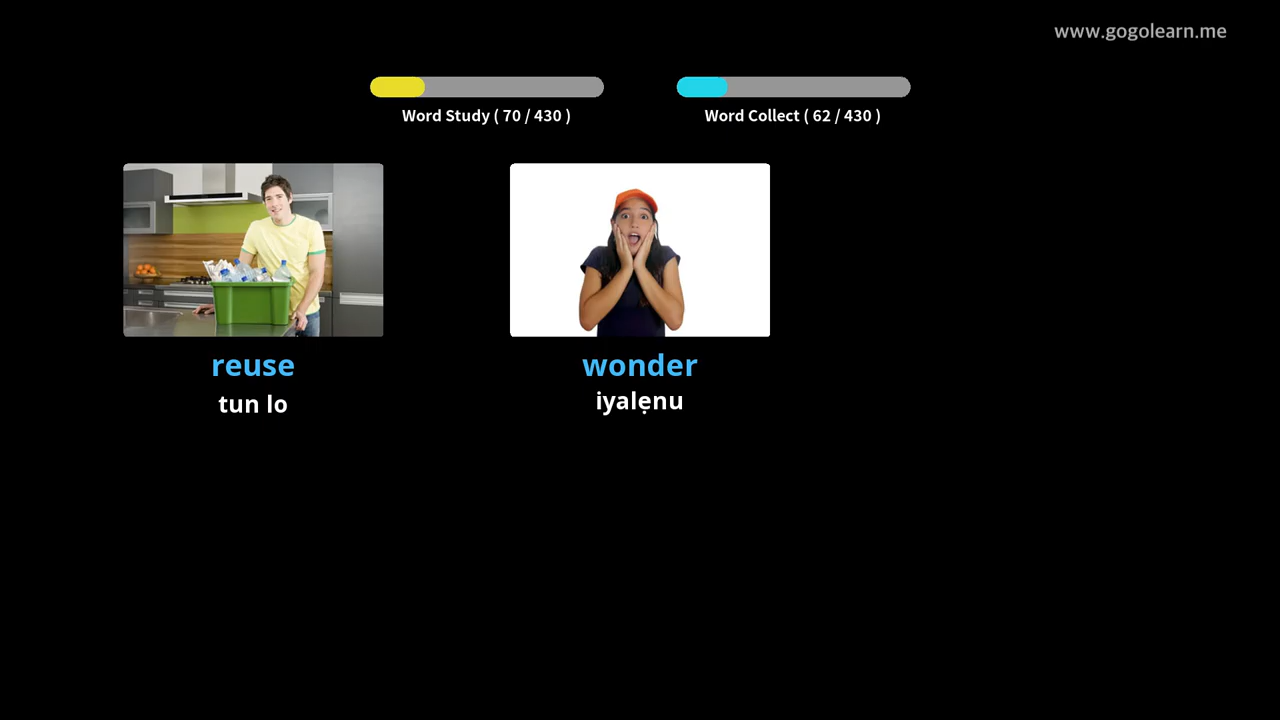 www.gogolearn.me
Word Study ( 70 / 430 )
Word Collect ( 62 / 430 )
reuse
tun lo
wonder
iyalẹnu